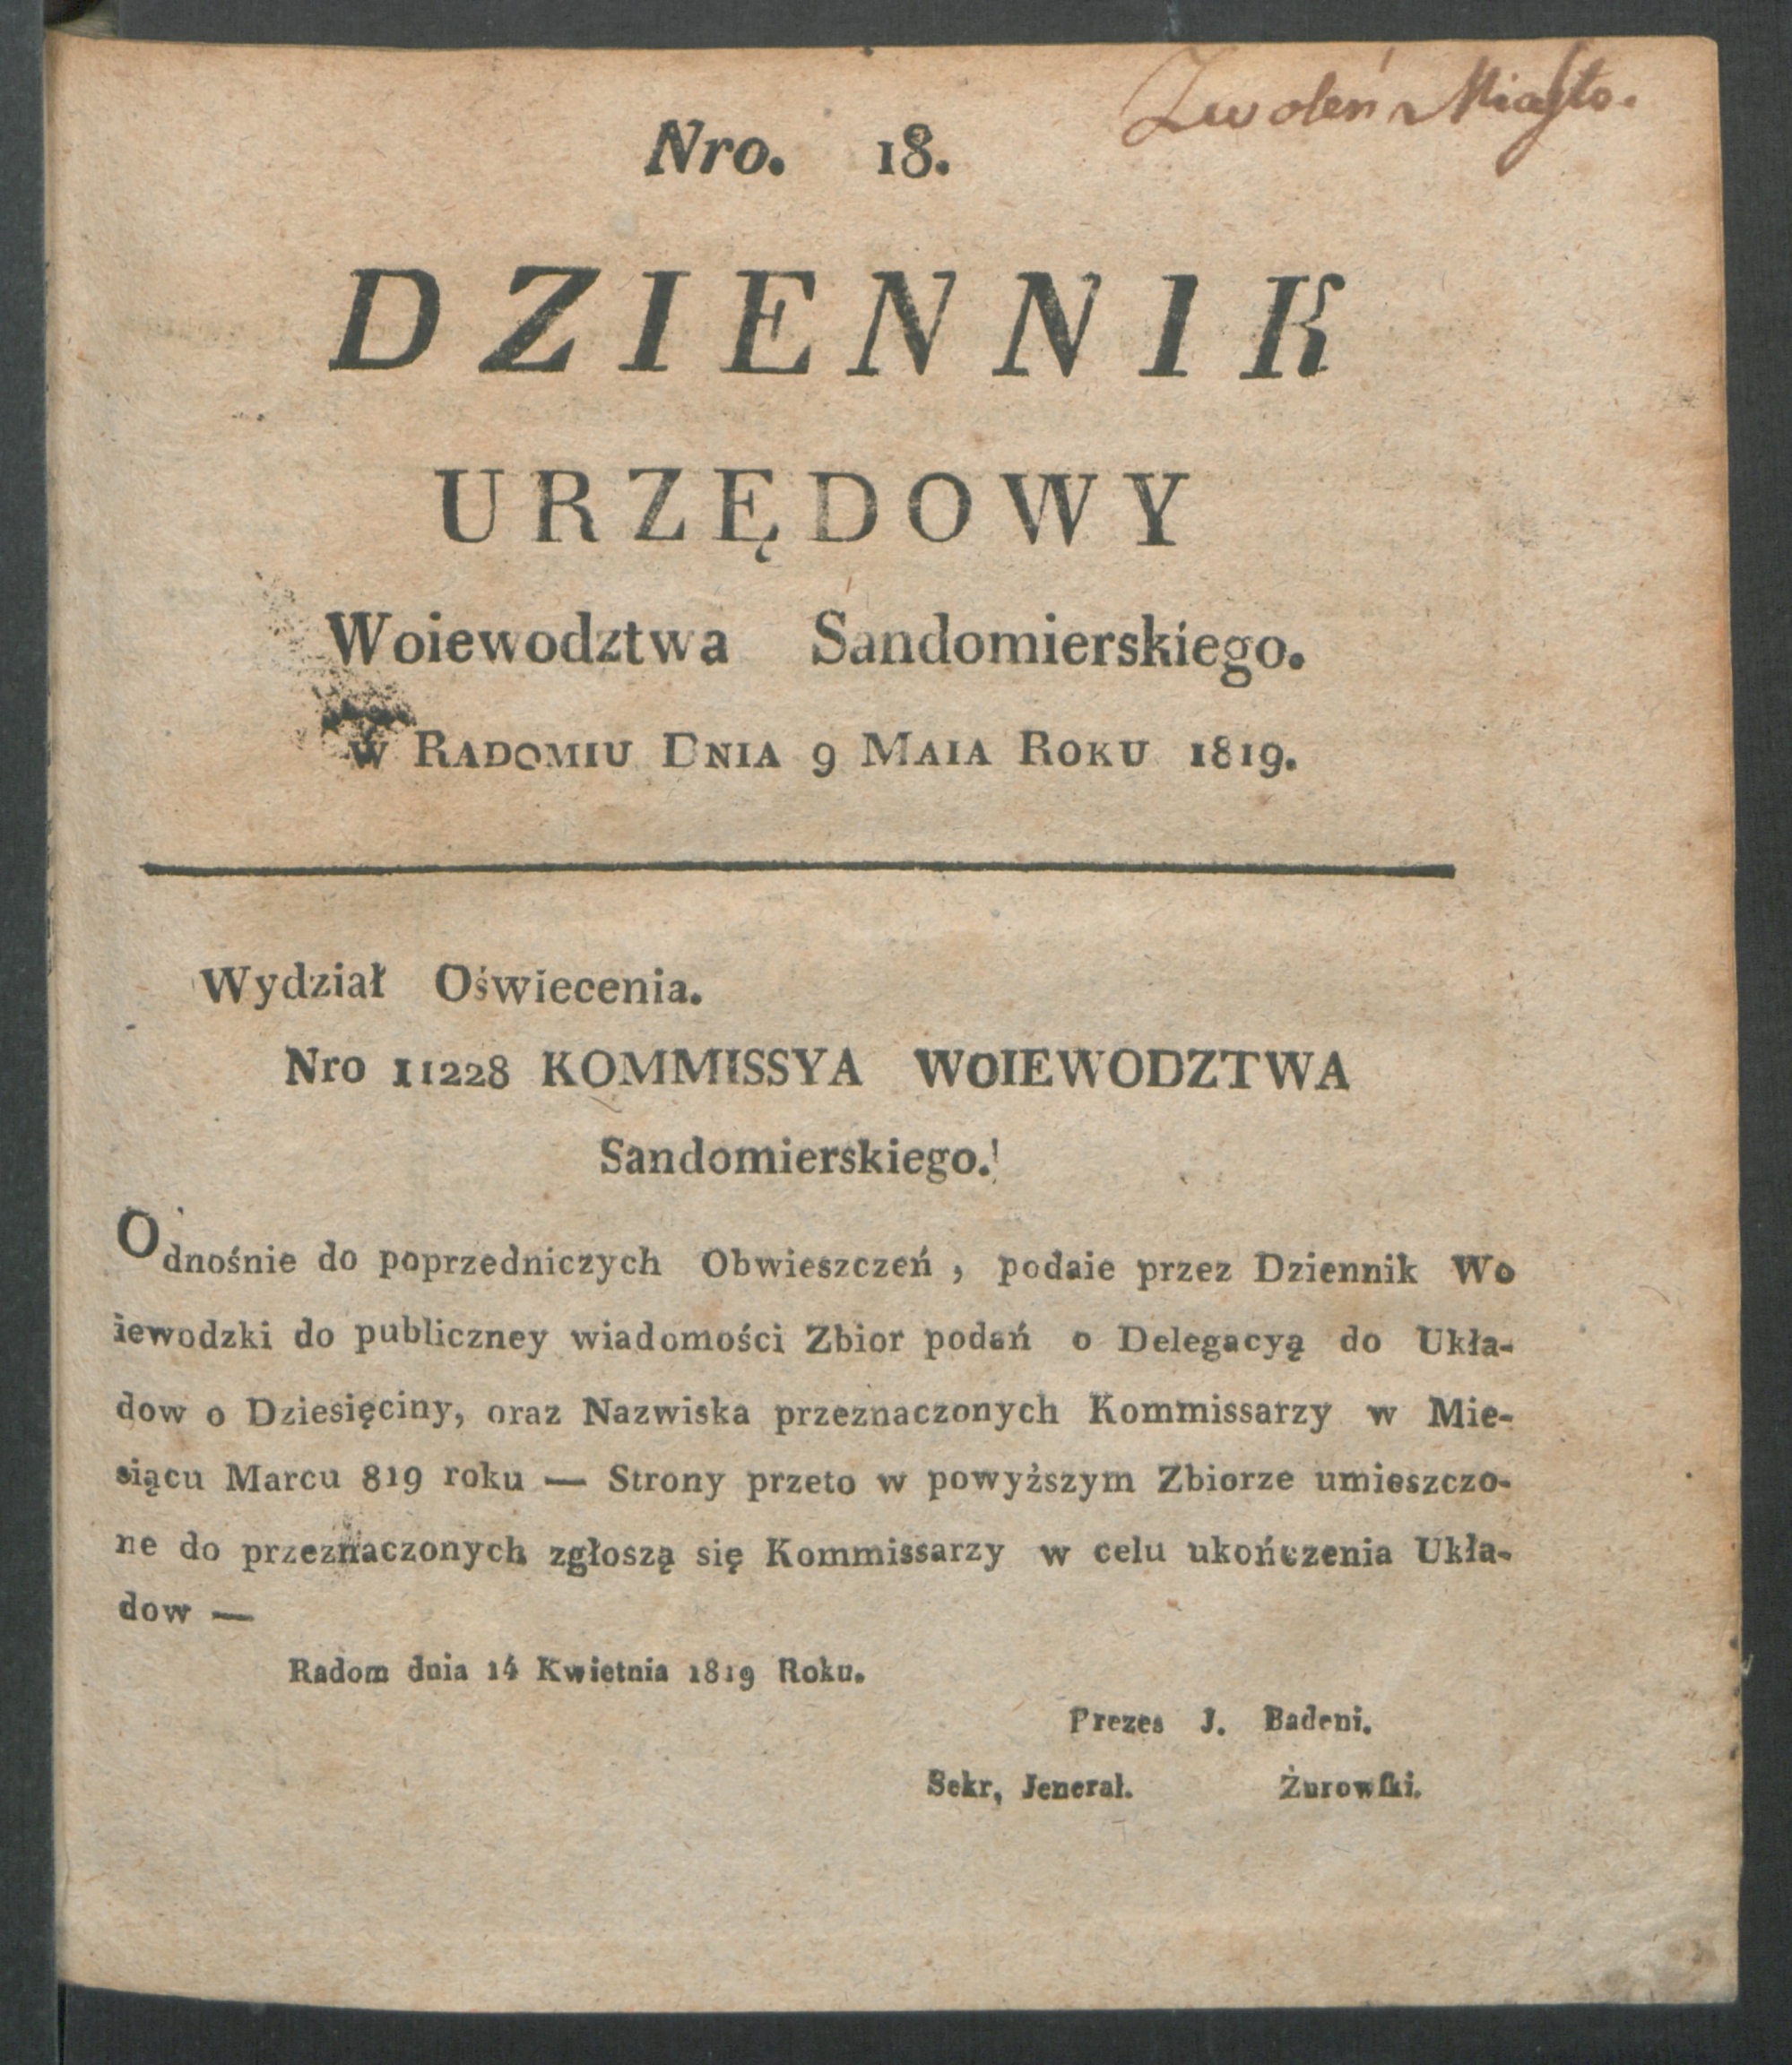 Zwoleń Miasto.
Nro. 18.
DZIENNIK
URZĘDOWY
Woiewodztwa Sandomierskiego.
w Radomiu Dnia 9 Maia Roku 1819.
Wydział Oświecenia.
Nro 11228 KOMMISSYA WOIEWODZTWA
Sandomierskiego.
Odnośnie do poprzedniczych Obwieszczeń, podaie przez Dziennik Wo
iewodzki do publiczney wiadomości Zbior podań o Delegacyą do Ukła-
dow o Dziesięciny, oraz Nazwiska przeznaczonych Kommissarzy w Mie-
siącu Marcu 819 roku — Strony przeto w powyższym Zbiorze umieszczo-
ne do przeznaczonych zgłoszą się Kommissarzy w celu ukończenia Ukła-
dow —
Radom dnia 14 Kwietnia 1819 Roku.
Prezes J. Badeni.
Sekr, Jenerał. Żurowſki.